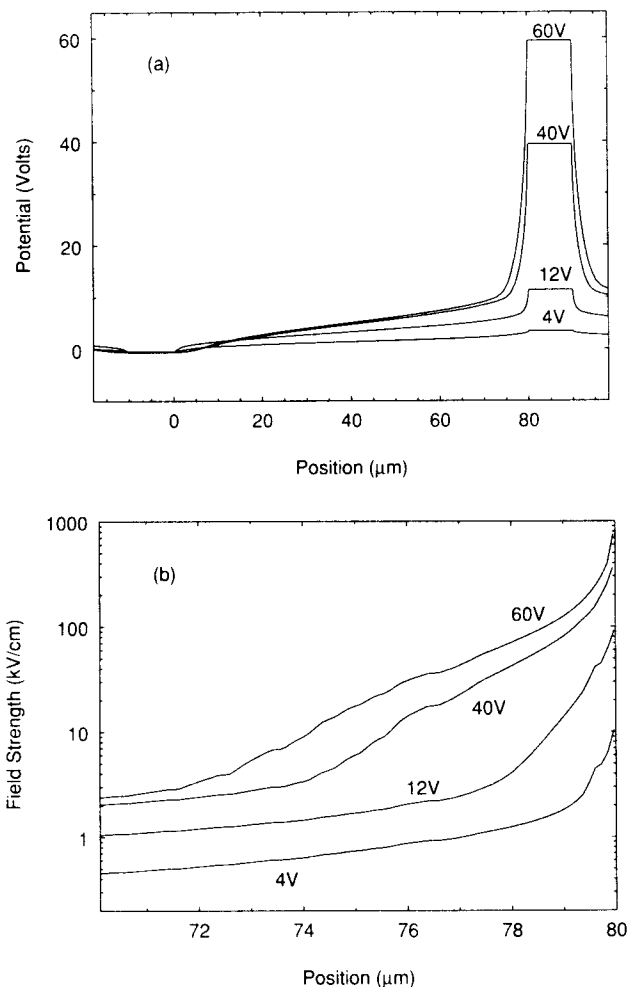 60
(a)
60V
40
40V
Potential (Volts)
20
12V
4V
0
0 20 40 60 80
Position (μm)
1000
(b)
100
60V
Field Strength (kV/cm)
40V
10
12V
1
4V
72 74 76 78 80
Position (μm)